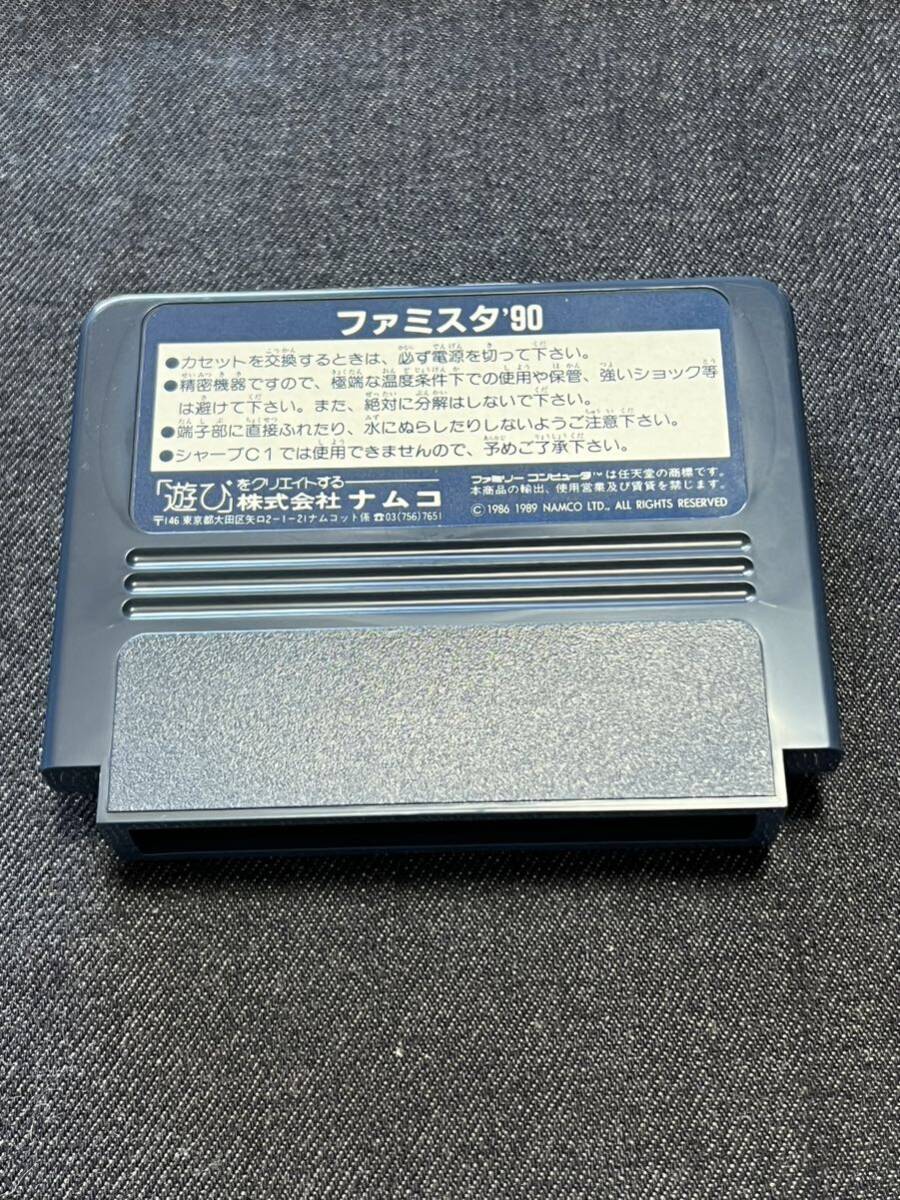 ファミスタ'90
●カセットを交換するときは、必ず電源を切って下さい。
●精密機器ですので、極端な温度条件下での使用や保管、強いショック等
は避けて下さい。また、絶対に分解はしないで下さい。
●端子部に直接ふれたり、水にぬらしたりしないようご注意下さい。
●シャープC1では使用できませんので、予めご了承下さい。
「遊び」をクリエイトする
株式会社ナムコ
〒146 東京都大田区矢口2-1-21ナムコット係 ☎03(756)7651
ファミリーコンピュータ™は任天堂の商標です。
本商品の輸出、使用営業及び賃貸を禁じます。
© 1986 1989 NAMCO LTD., ALL RIGHTS RESERVED